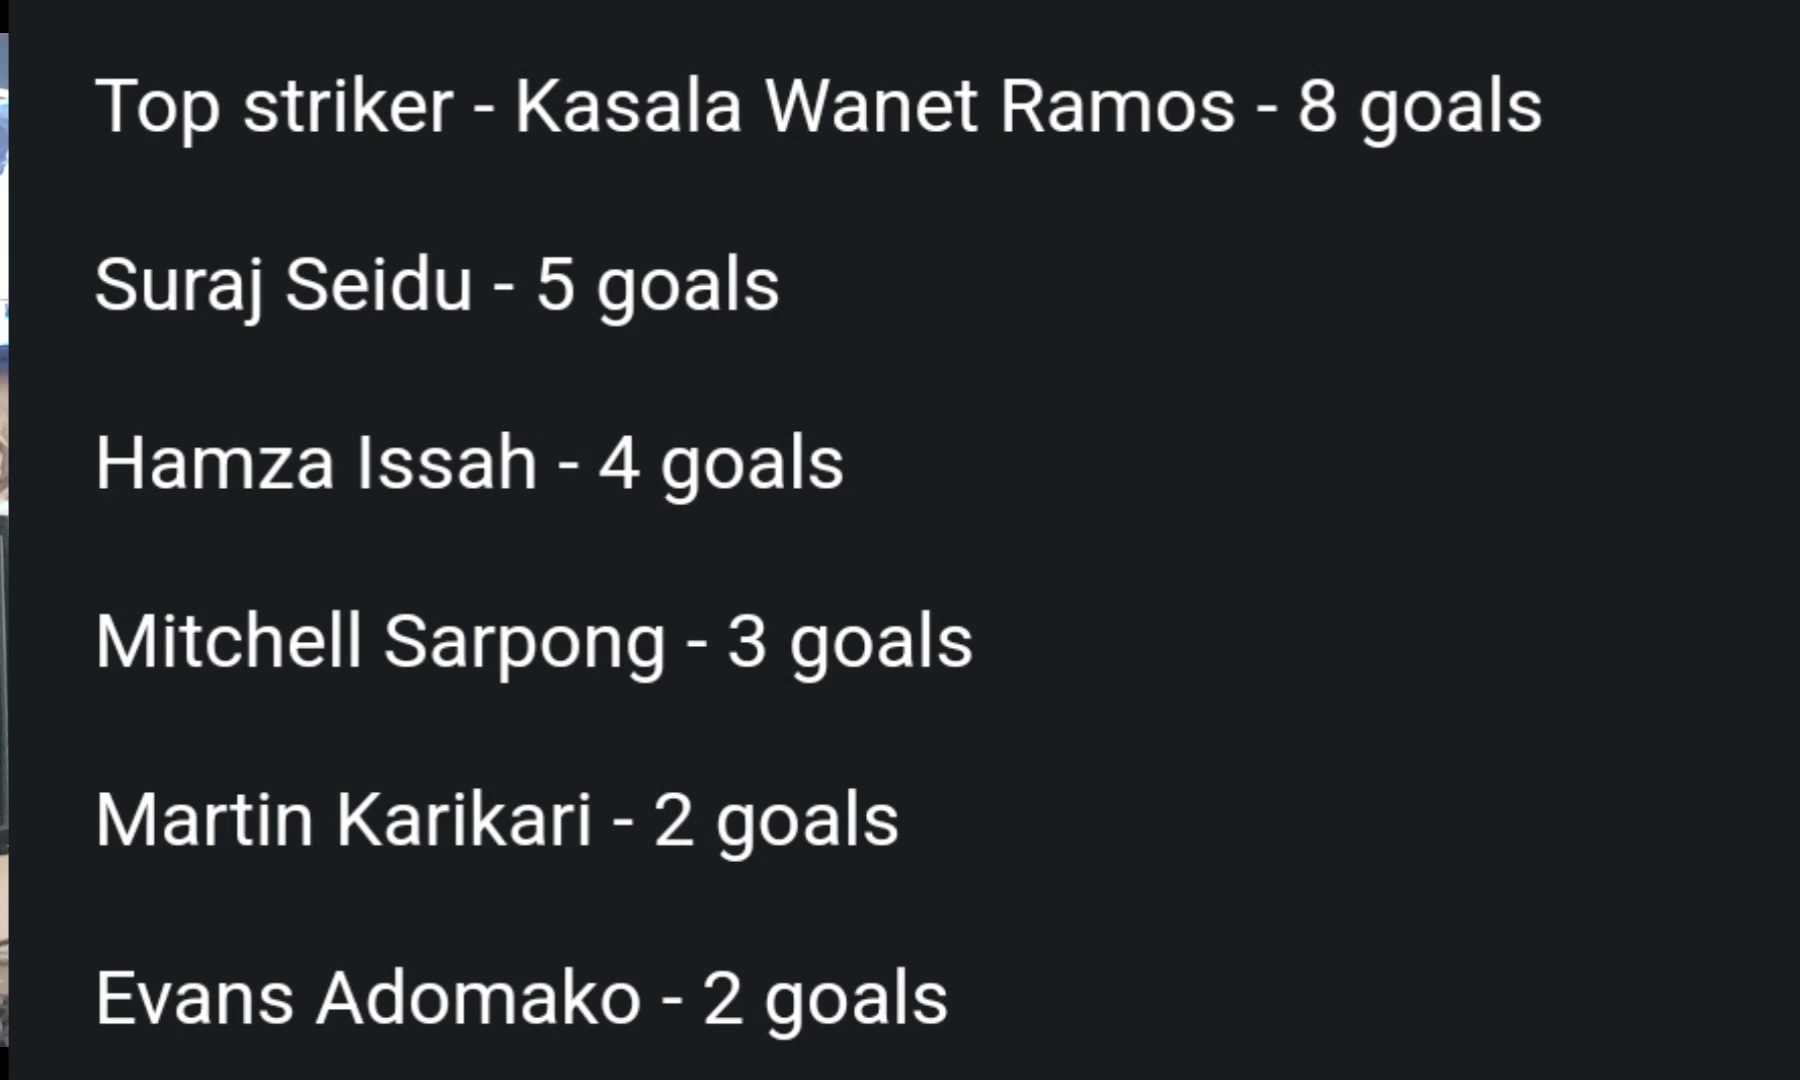 Top striker - Kasala Wanet Ramos - 8 goals
Suraj Seidu - 5 goals
Hamza Issah - 4 goals
Mitchell Sarpong - 3 goals
Martin Karikari - 2 goals
Evans Adomako - 2 goals